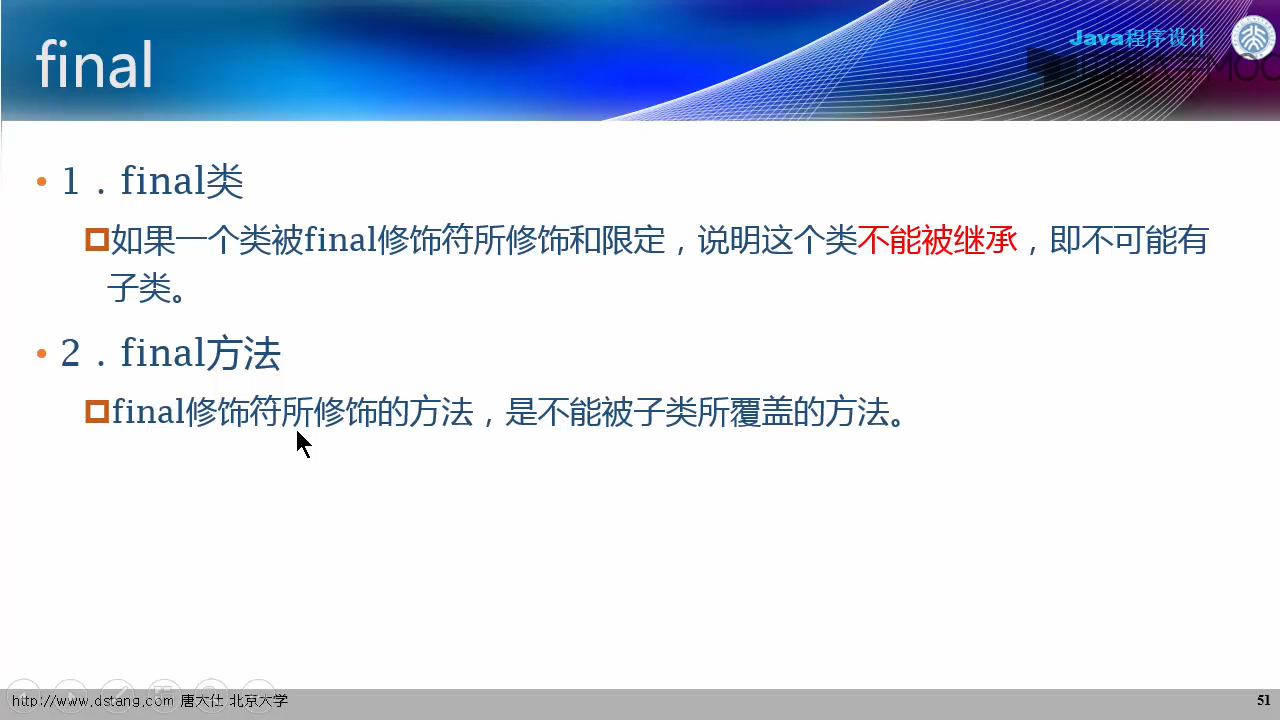 Java程序设计
final
1．final类
如果一个类被final修饰符所修饰和限定，说明这个类不能被继承，即不可能有
子类。
2．final方法
final修饰符所修饰的方法，是不能被子类所覆盖的方法。
http://www.dstang.com 唐大仕 北京大学
51